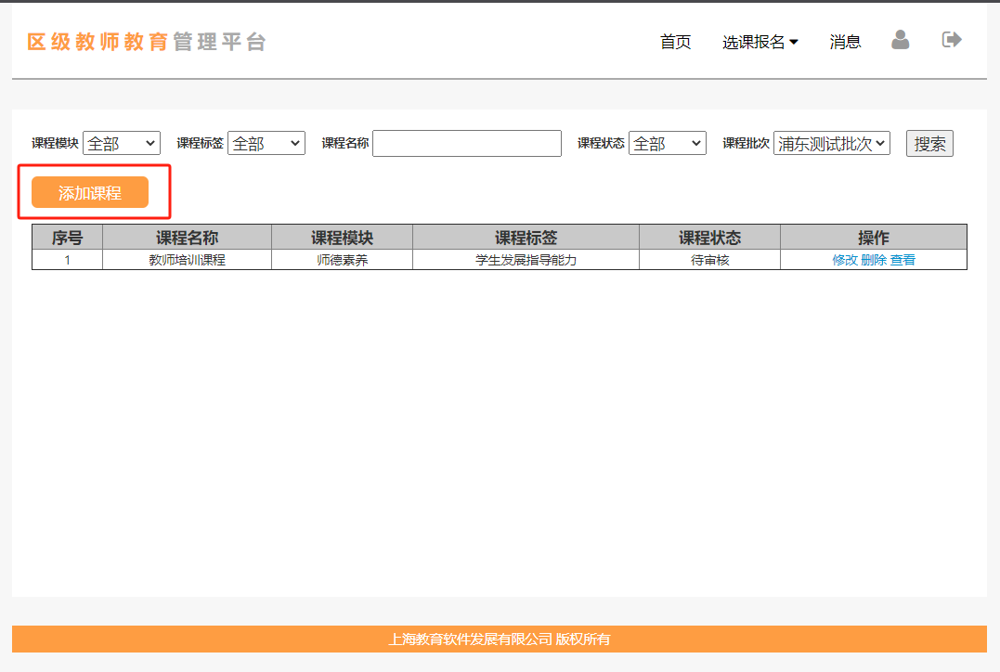 区级教师教育管理平台 首页 选课报名 消息
课程模块 全部 课程标签 全部 课程名称 课程状态 全部 课程批次 浦东测试批次 搜索
添加课程
序号 课程名称 课程模块 课程标签 课程状态 操作
1 教师培训课程 师德素养 学生发展指导能力 待审核 修改 删除 查看
上海教育软件发展有限公司 版权所有